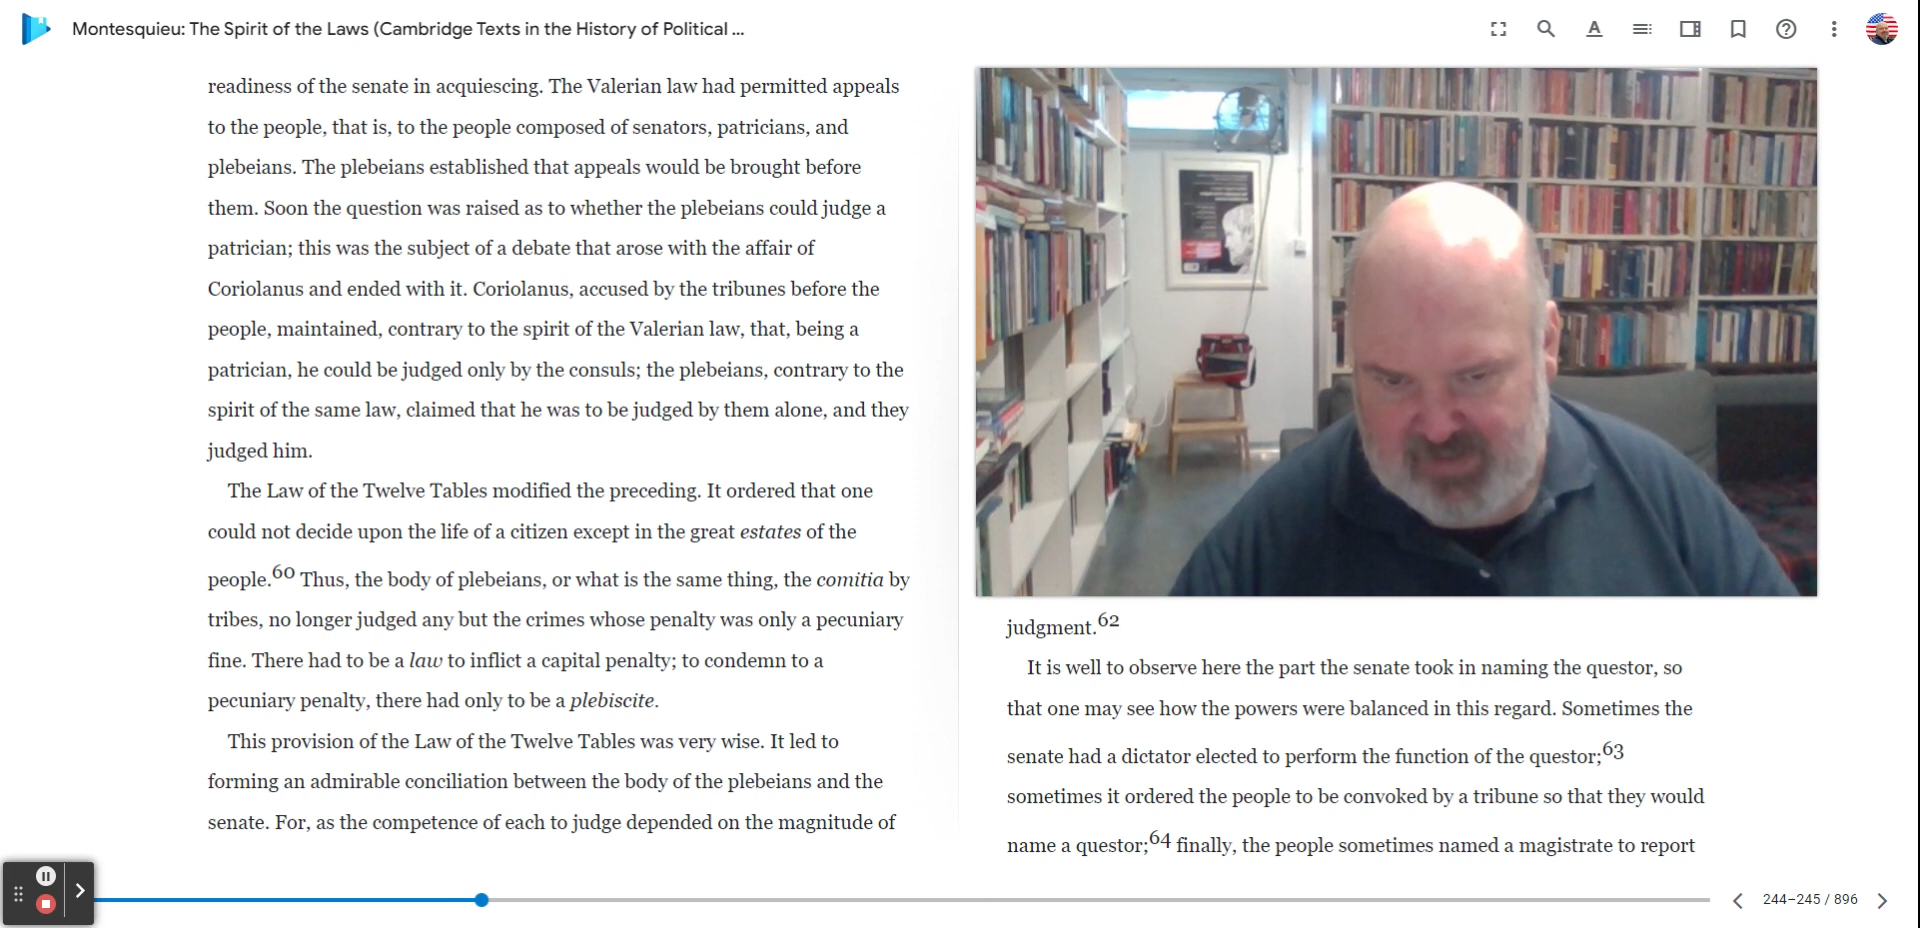 Montesquieu: The Spirit of the Laws (Cambridge Texts in the History of Political ...
readiness of the senate in acquiescing. The Valerian law had permitted appeals
to the people, that is, to the people composed of senators, patricians, and
plebeians. The plebeians established that appeals would be brought before
them. Soon the question was raised as to whether the plebeians could judge a
patrician; this was the subject of a debate that arose with the affair of
Coriolanus and ended with it. Coriolanus, accused by the tribunes before the
people, maintained, contrary to the spirit of the Valerian law, that, being a
patrician, he could be judged only by the consuls; the plebeians, contrary to the
spirit of the same law, claimed that he was to be judged by them alone, and they
judged him.
The Law of the Twelve Tables modified the preceding. It ordered that one
could not decide upon the life of a citizen except in the great estates of the
people.60 Thus, the body of plebeians, or what is the same thing, the comitia by
tribes, no longer judged any but the crimes whose penalty was only a pecuniary
fine. There had to be a law to inflict a capital penalty; to condemn to a
pecuniary penalty, there had only to be a plebiscite.
This provision of the Law of the Twelve Tables was very wise. It led to
forming an admirable conciliation between the body of the plebeians and the
senate. For, as the competence of each to judge depended on the magnitude of
judgment.62
It is well to observe here the part the senate took in naming the questor, so
that one may see how the powers were balanced in this regard. Sometimes the
senate had a dictator elected to perform the function of the questor;63
sometimes it ordered the people to be convoked by a tribune so that they would
name a questor;64 finally, the people sometimes named a magistrate to report
244–245 / 896